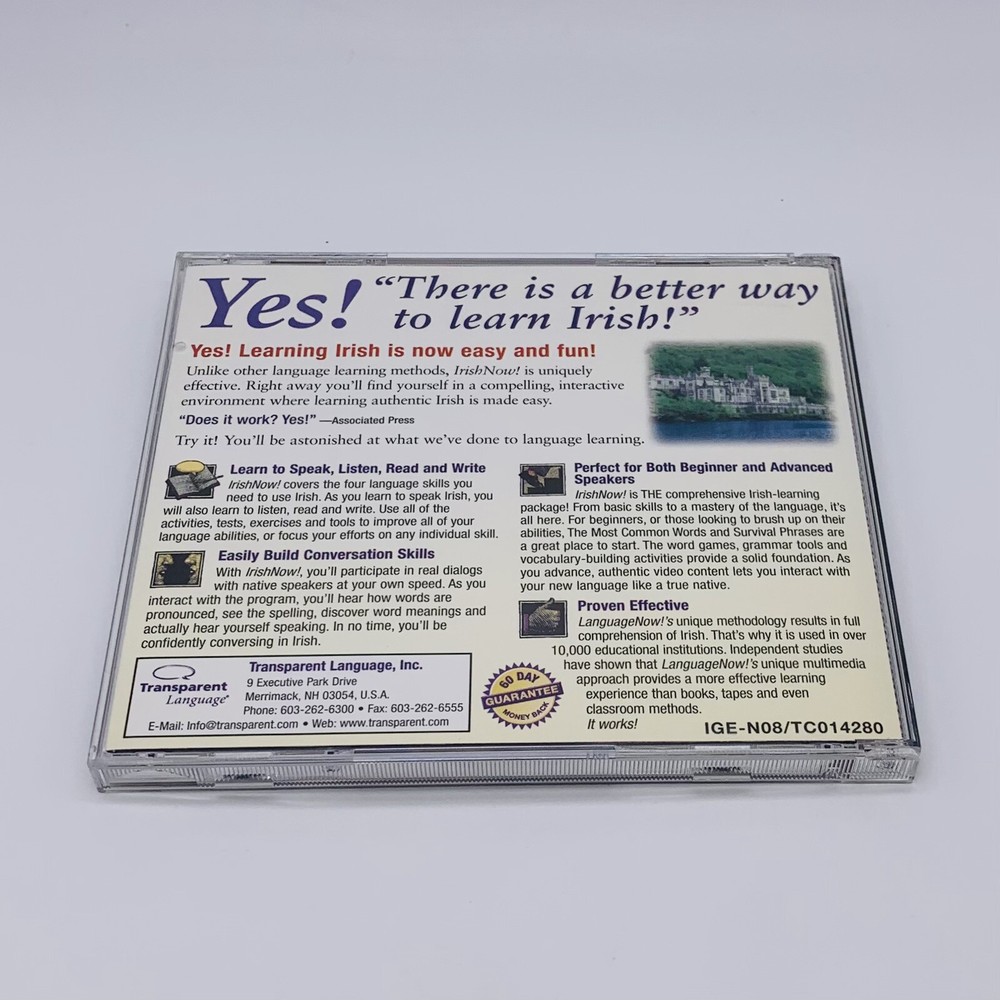 Yes! “There is a better way
to learn Irish!”
Yes! Learning Irish is now easy and fun!
Unlike other language learning methods, IrishNow! is uniquely
effective. Right away you’ll find yourself in a compelling, interactive
environment where learning authentic Irish is made easy.
“Does it work? Yes!” —Associated Press
Try it! You’ll be astonished at what we’ve done to language learning.
Learn to Speak, Listen, Read and Write
IrishNow! covers the four language skills you
need to use Irish. As you learn to speak Irish, you
will also learn to listen, read and write. Use all of the
activities, tests, exercises and tools to improve all of your
language abilities, or focus your efforts on any individual skill.
Easily Build Conversation Skills
With IrishNow!, you’ll participate in real dialogs
with native speakers at your own speed. As you
interact with the program, you’ll hear how words are
pronounced, see the spelling, discover word meanings and
actually hear yourself speaking. In no time, you’ll be
confidently conversing in Irish.
Perfect for Both Beginner and Advanced
Speakers
IrishNow! is THE comprehensive Irish-learning
package! From basic skills to a mastery of the language, it’s
all here. For beginners, or those looking to brush up on their
abilities, The Most Common Words and Survival Phrases are
a great place to start. The word games, grammar tools and
vocabulary-building activities provide a solid foundation. As
you advance, authentic video content lets you interact with
your new language like a true native.
Proven Effective
LanguageNow!’s unique methodology results in full
comprehension of Irish. That’s why it is used in over
10,000 educational institutions. Independent studies
have shown that LanguageNow!’s unique multimedia
approach provides a more effective learning
experience than books, tapes and even
classroom methods.
It works!
Transparent
Language®
Transparent Language, Inc.
9 Executive Park Drive
Merrimack, NH 03054, U.S.A.
Phone: 603-262-6300 • Fax: 603-262-6555
E-Mail: Info@transparent.com • Web: www.transparent.com
60 DAY
GUARANTEE
MONEY BACK
IGE-N08/TC014280